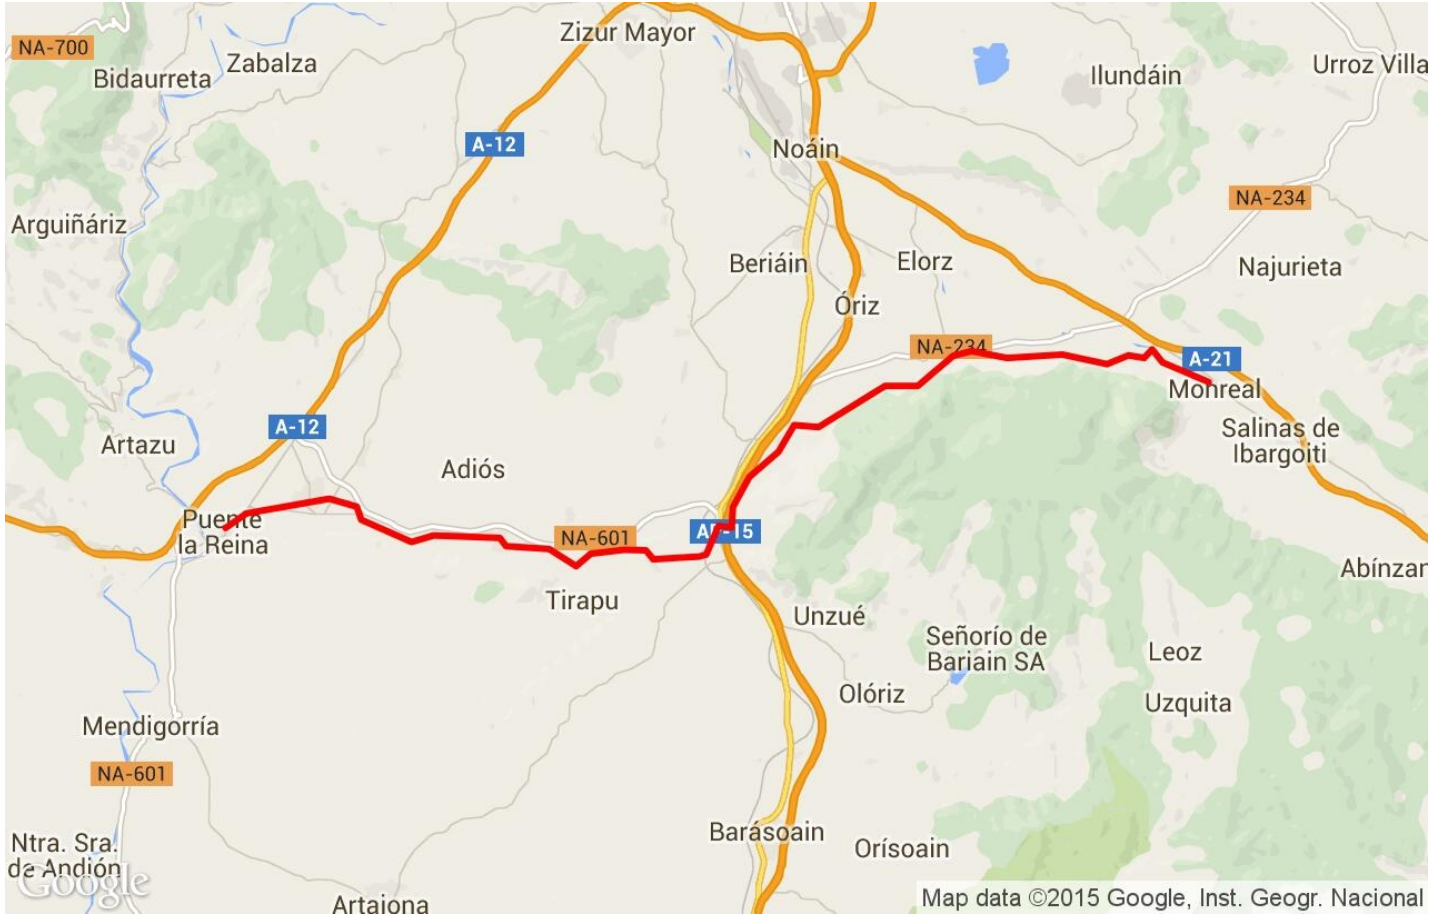 Zizur Mayor
NA-700
Zabalza
Bidaurreta
Ilundáin
Urroz Villa
A-12
Noáin
NA-234
Arguiñáriz
Beriáin
Elorz
Najurieta
Óriz
NA-234
A-21
Monreal
A-12
Artazu
Adiós
Salinas de
Ibargoiti
Puente
la Reina
NA-601
AP-15
Abínzan
Tirapu
Unzué
Señorío de
Bariain SA
Leoz
Olóriz
Uzquita
Mendigorría
NA-601
Barásoain
Orísoain
Ntra. Sra.
de Andión
Google
Artajona
Map data ©2015 Google, Inst. Geogr. Nacional